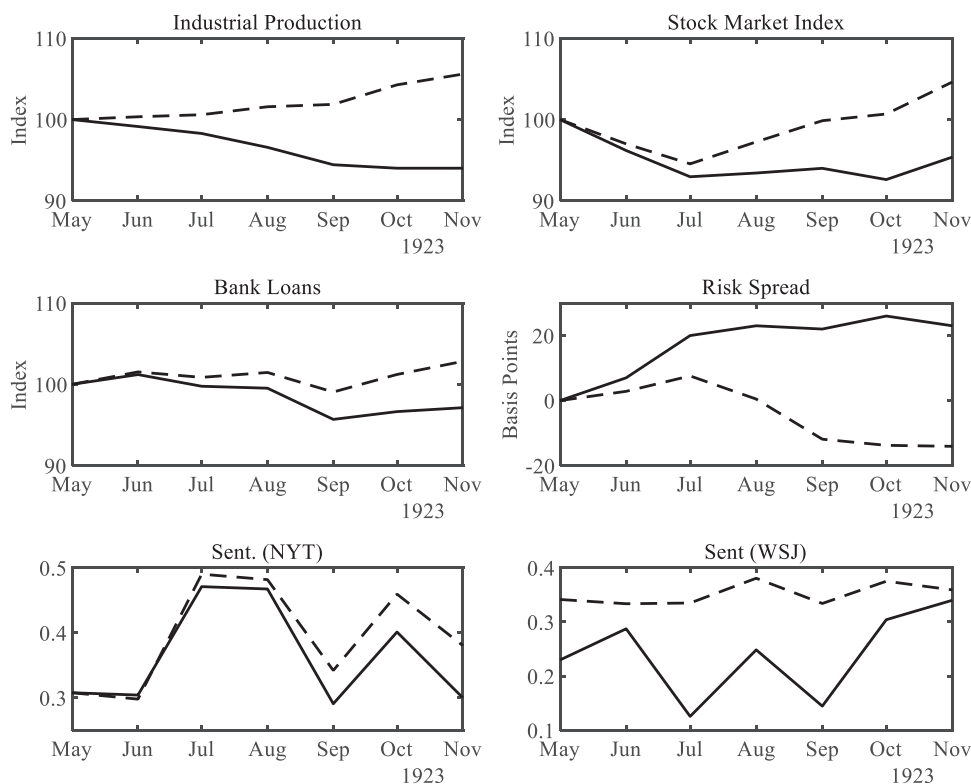 Industrial Production
110
100
90
Index
May Jun Jul Aug Sep Oct Nov
1923
Stock Market Index
110
100
90
Index
May Jun Jul Aug Sep Oct Nov
1923
Bank Loans
110
100
90
Index
May Jun Jul Aug Sep Oct Nov
1923
Risk Spread
20
0
-20
Basis Points
May Jun Jul Aug Sep Oct Nov
1923
Sent. (NYT)
0.5
0.4
0.3
May Jun Jul Aug Sep Oct Nov
1923
Sent (WSJ)
0.4
0.3
0.2
0.1
May Jun Jul Aug Sep Oct Nov
1923